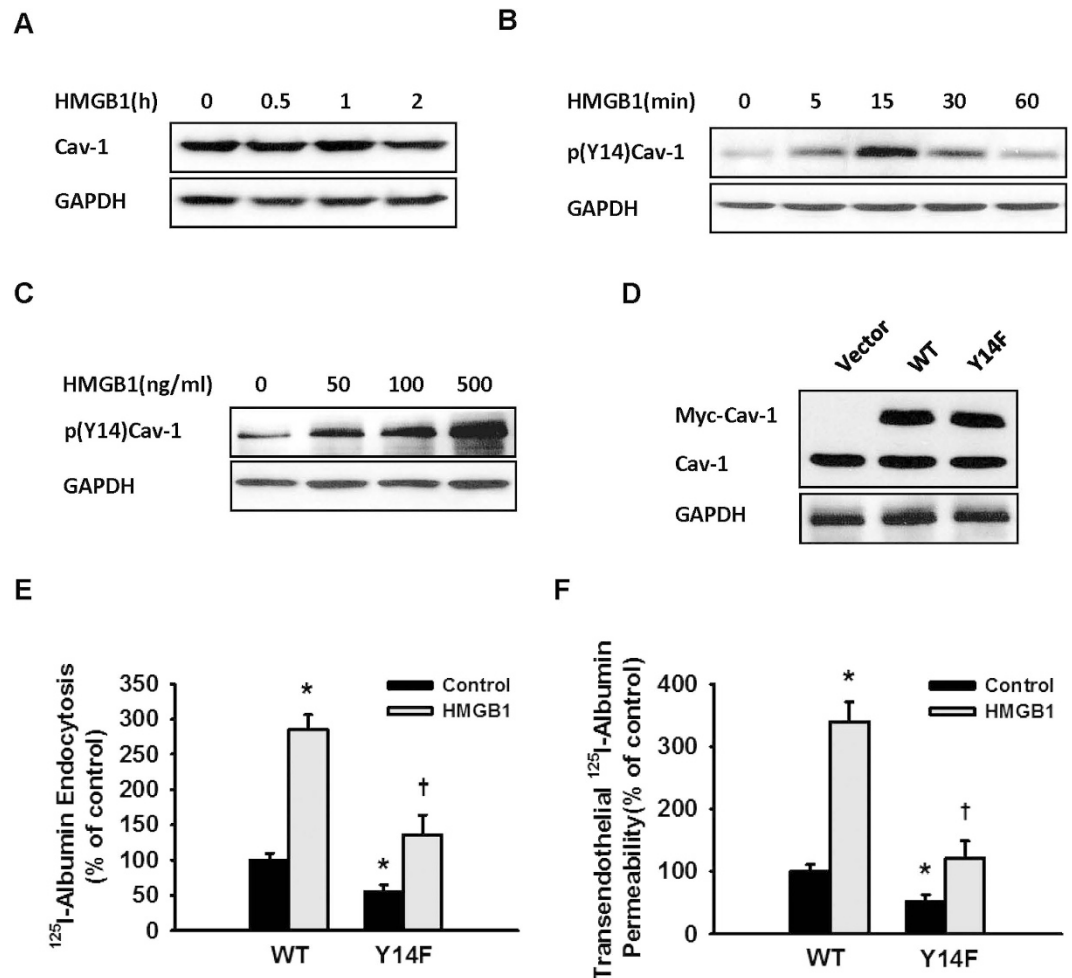 A
HMGB1(h) 0 0.5 1 2
Cav-1
GAPDH
B
HMGB1(min) 0 5 15 30 60
p(Y14)Cav-1
GAPDH
C
HMGB1(ng/ml) 0 50 100 500
p(Y14)Cav-1
GAPDH
D
Vector WT Y14F
Myc-Cav-1
Cav-1
GAPDH
E
¹²⁵I-Albumin Endocytosis
(% of control)
350
300
250
200
150
100
50
0
Control
HMGB1
*
*
†
WT Y14F
F
Transendothelial ¹²⁵I-Albumin
Permeability(% of control)
400
300
200
100
0
Control
HMGB1
*
*
†
WT Y14F